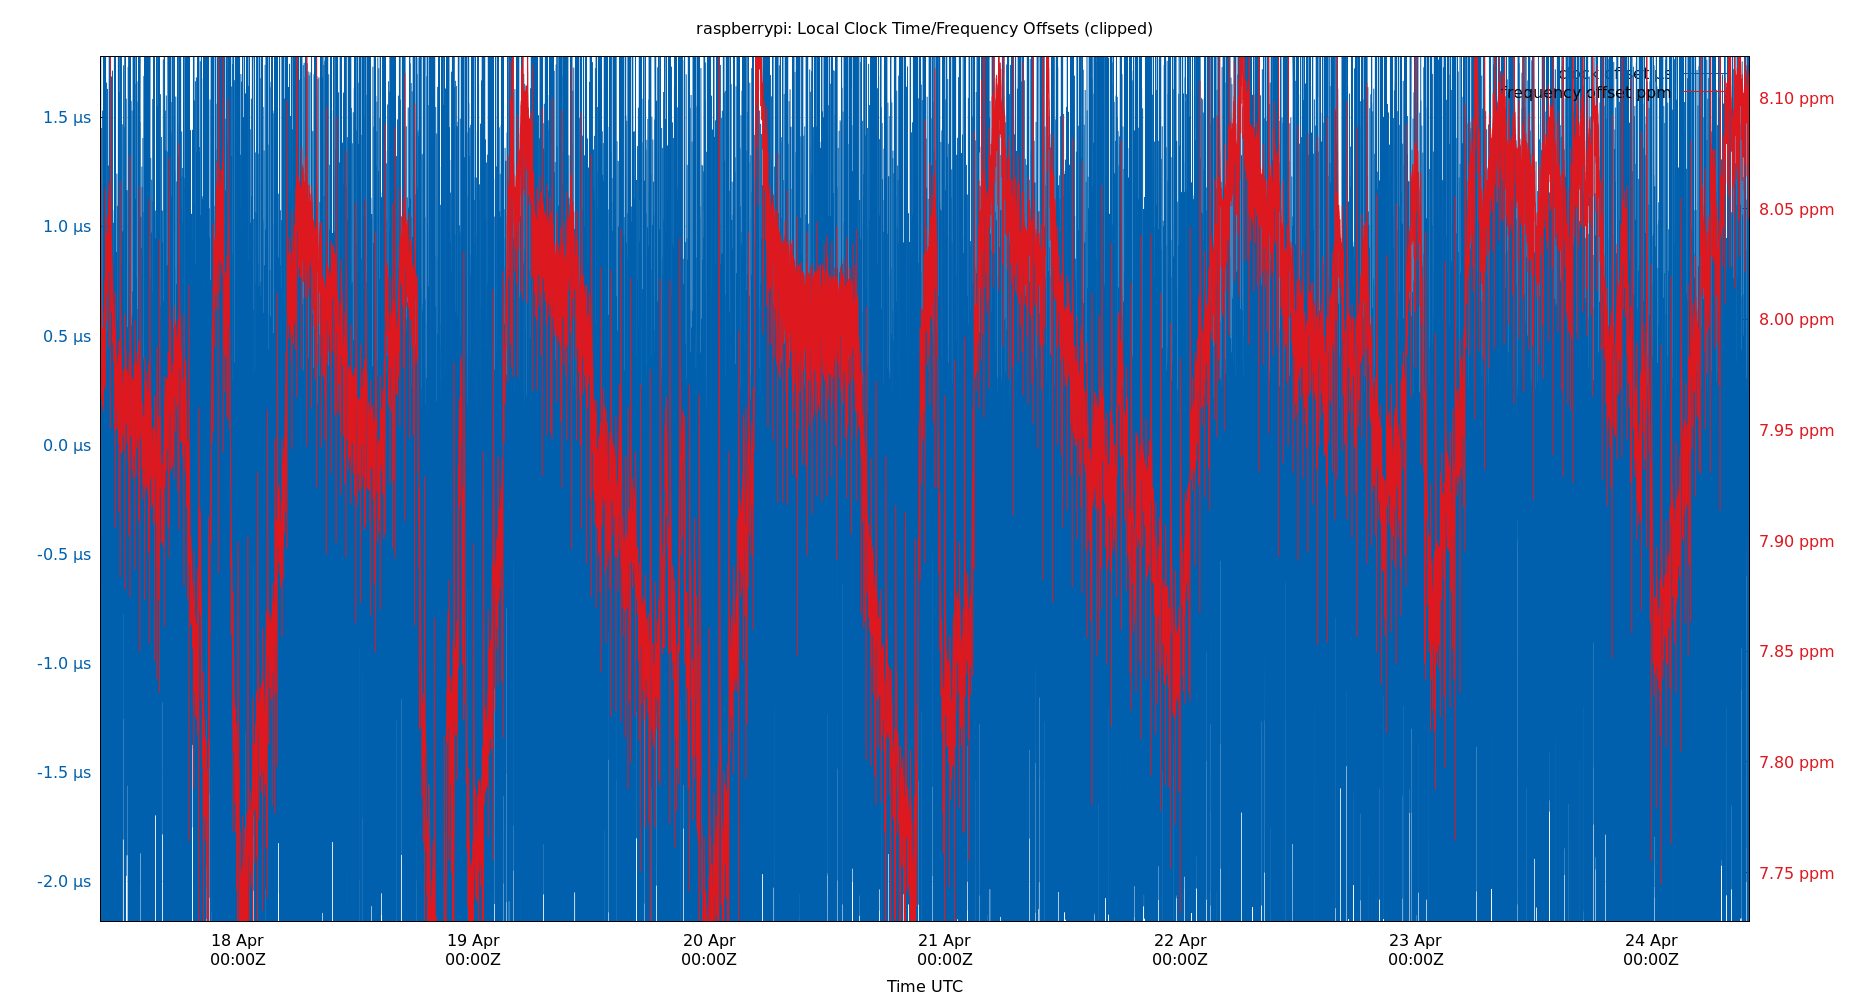 raspberrypi: Local Clock Time/Frequency Offsets (clipped)
clock offset µs
frequency offset ppm
1.5 µs
1.0 µs
0.5 µs
0.0 µs
-0.5 µs
-1.0 µs
-1.5 µs
-2.0 µs
8.10 ppm
8.05 ppm
8.00 ppm
7.95 ppm
7.90 ppm
7.85 ppm
7.80 ppm
7.75 ppm
18 Apr 19 Apr 20 Apr 21 Apr 22 Apr 23 Apr 24 Apr
00:00Z 00:00Z 00:00Z 00:00Z 00:00Z 00:00Z 00:00Z
Time UTC